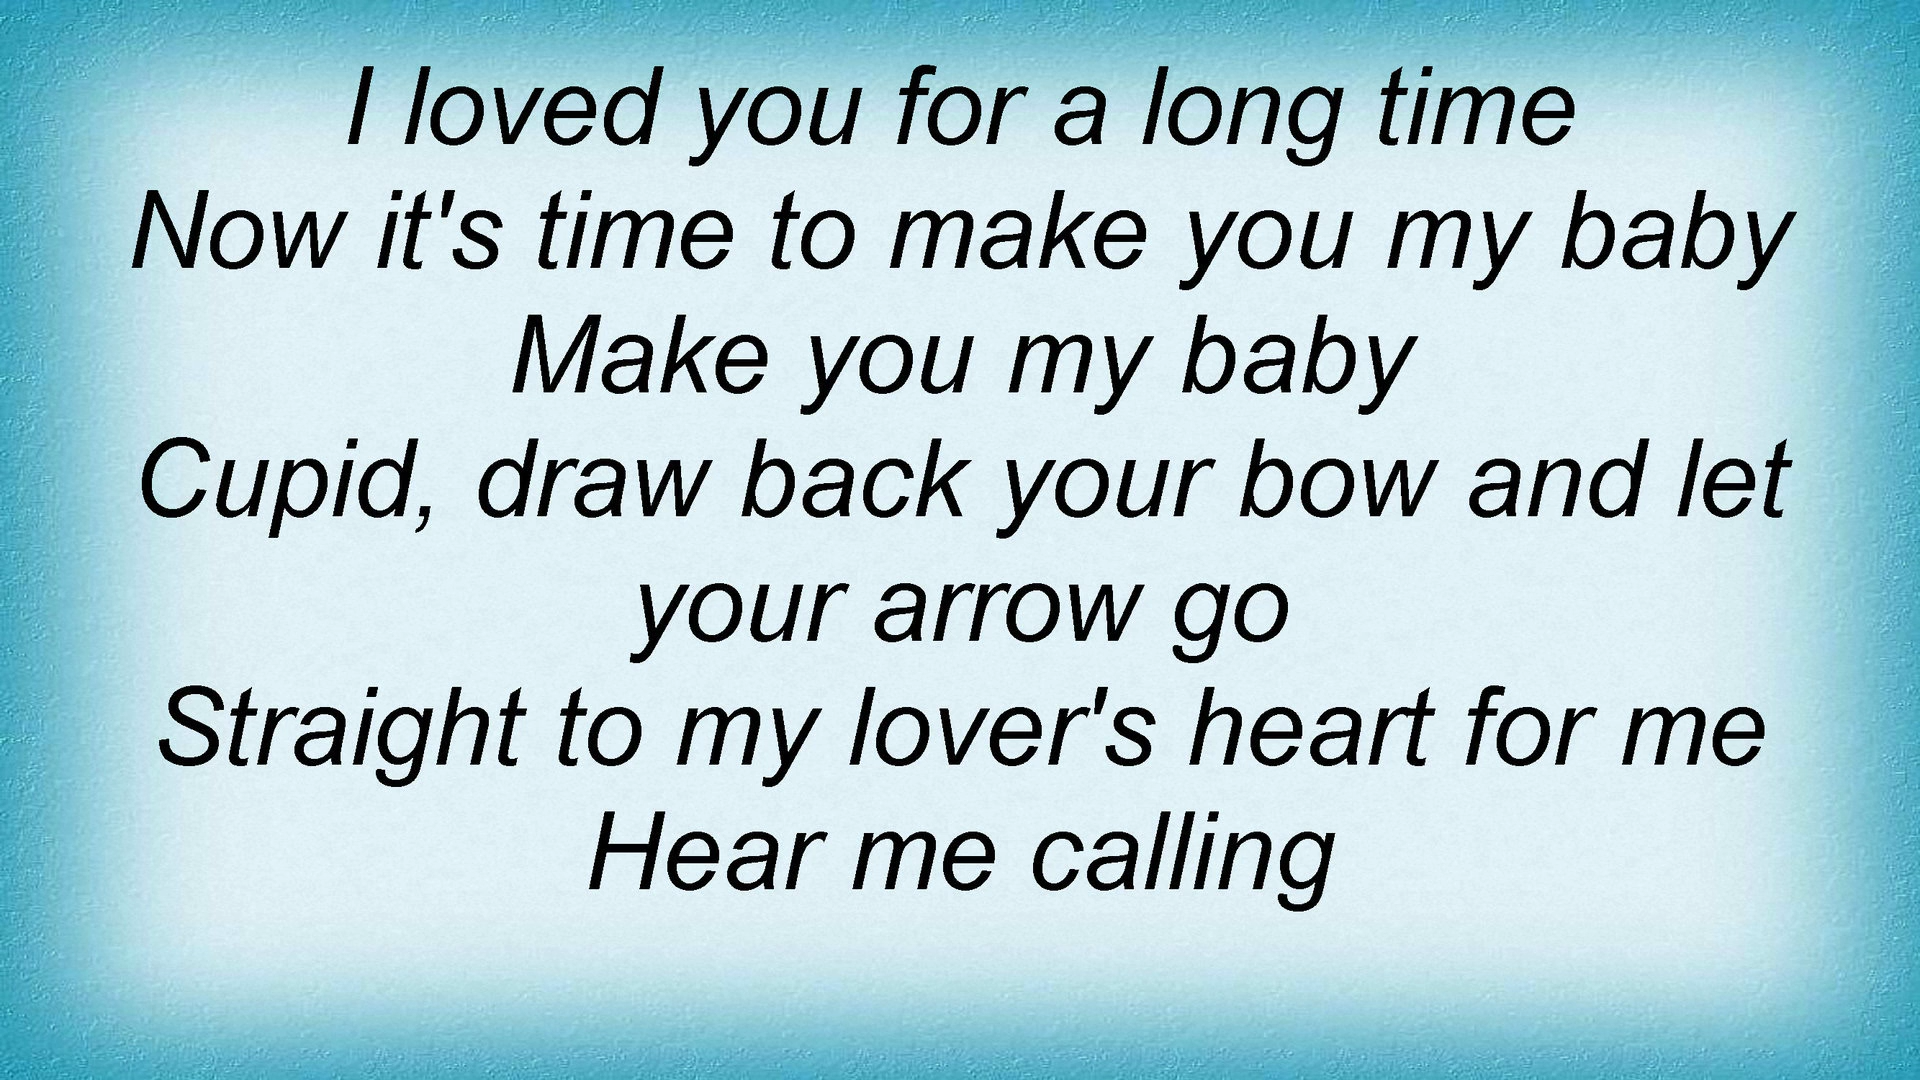 I loved you for a long time
Now it's time to make you my baby
Make you my baby
Cupid, draw back your bow and let
your arrow go
Straight to my lover's heart for me
Hear me calling